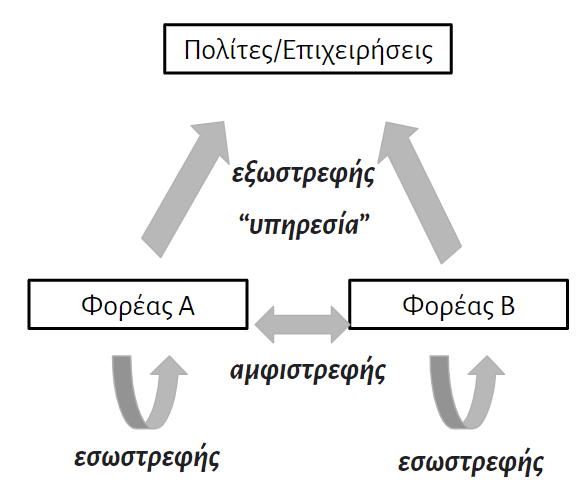 Πολίτες/Επιχειρήσεις
εξωστρεφής
“υπηρεσία”
Φορέας Α
Φορέας Β
αμφιστρεφής
εσωστρεφής
εσωστρεφής